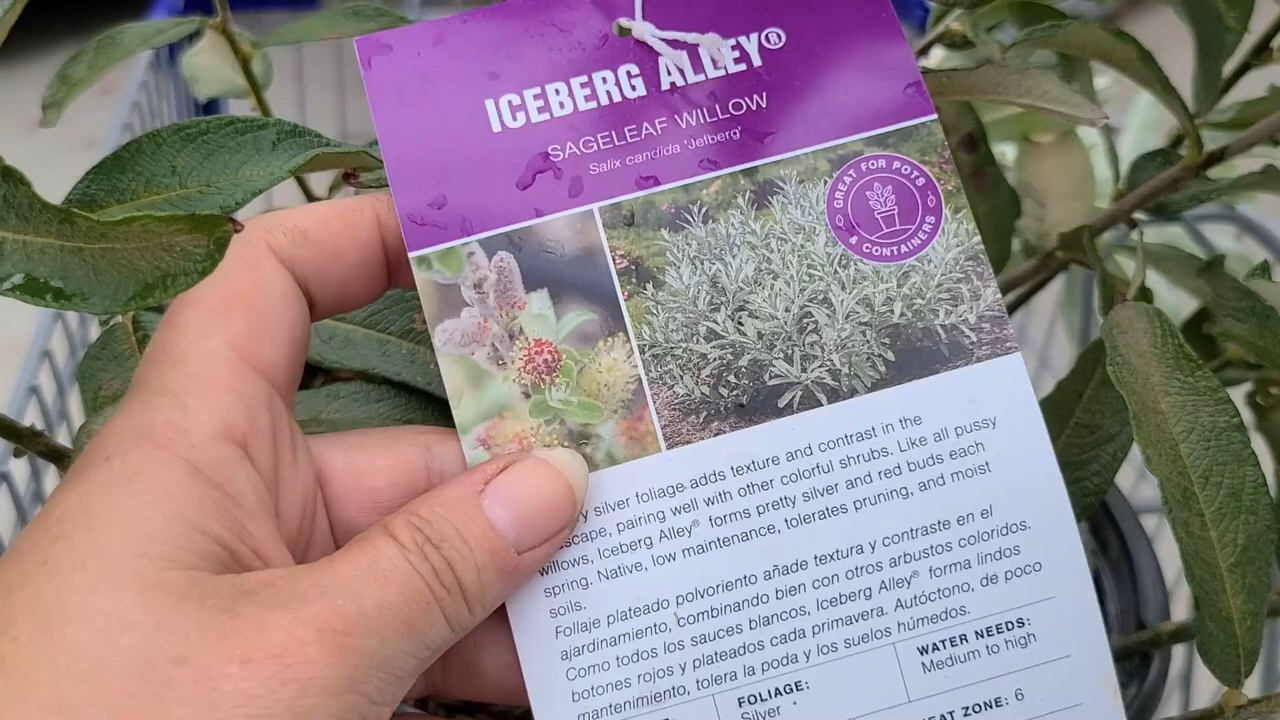 ICEBERG ALLEY®
SAGELEAF WILLOW
Salix candida 'Jefberg'
GREAT FOR POTS
& CONTAINERS
silver foliage adds texture and contrast in the
pairing well with other colorful shrubs. Like all pussy
willows, Iceberg Alley® forms pretty silver and red buds each
spring. Native, low maintenance, tolerates pruning, and moist
soils.
Follaje plateado polvoriento añade textura y contraste en el
ajardinamiento, combinando bien con otros arbustos coloridos.
Como todos los sauces blancos, Iceberg Alley® forma lindos
botones rojos y plateados cada primavera. Autóctono, de poco
mantenimiento, tolera la poda y los suelos húmedos.
FOLIAGE:
Silver
WATER NEEDS:
Medium to high
ZONE: 6